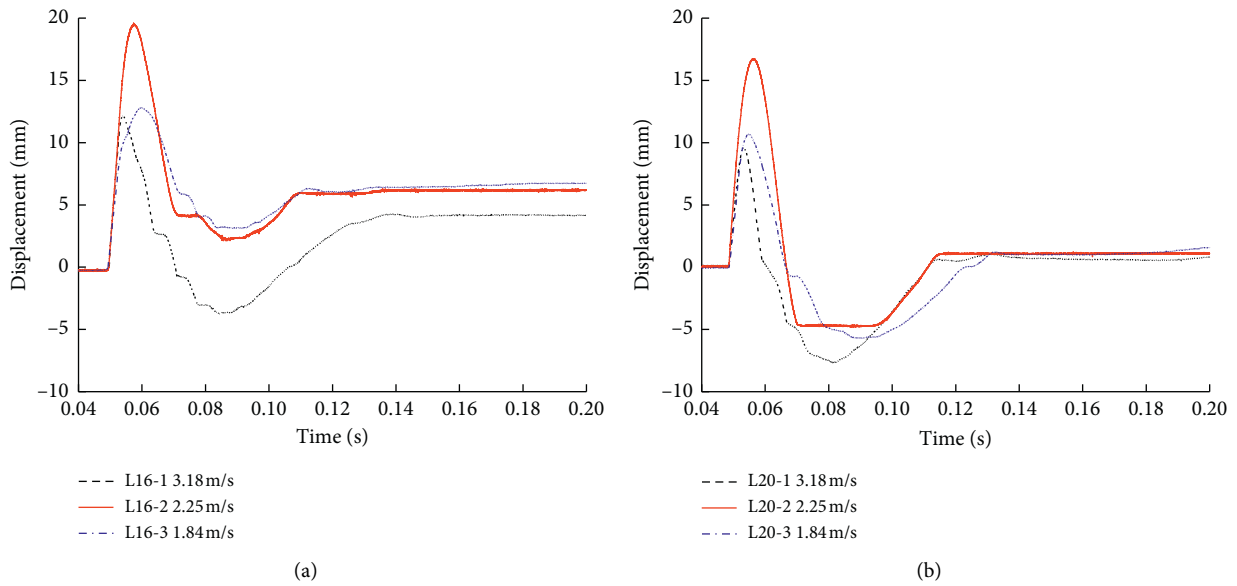 20
15
10
5
0
−5
−10
Displacement (mm)
0.04 0.06 0.08 0.10 0.12 0.14 0.16 0.18 0.20
Time (s)
L16-1 3.18 m/s
L16-2 2.25 m/s
L16-3 1.84 m/s
(a)
20
15
10
5
0
−5
−10
Displacement (mm)
0.04 0.06 0.08 0.10 0.12 0.14 0.16 0.18 0.20
Time (s)
L20-1 3.18 m/s
L20-2 2.25 m/s
L20-3 1.84 m/s
(b)